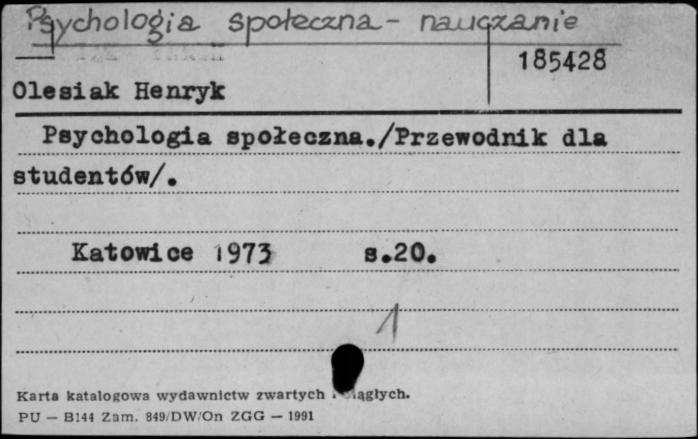 Psychologia społeczna - nauczanie
185428
Olesiak Henryk
Psychologia społeczna./Przewodnik dla
studentów/.
Katowice 1973 s.20.
1
Karta katalogowa wydawnictw zwartych i ciągłych.
PU — B144 Zam. 849/DW/On ZGG — 1991